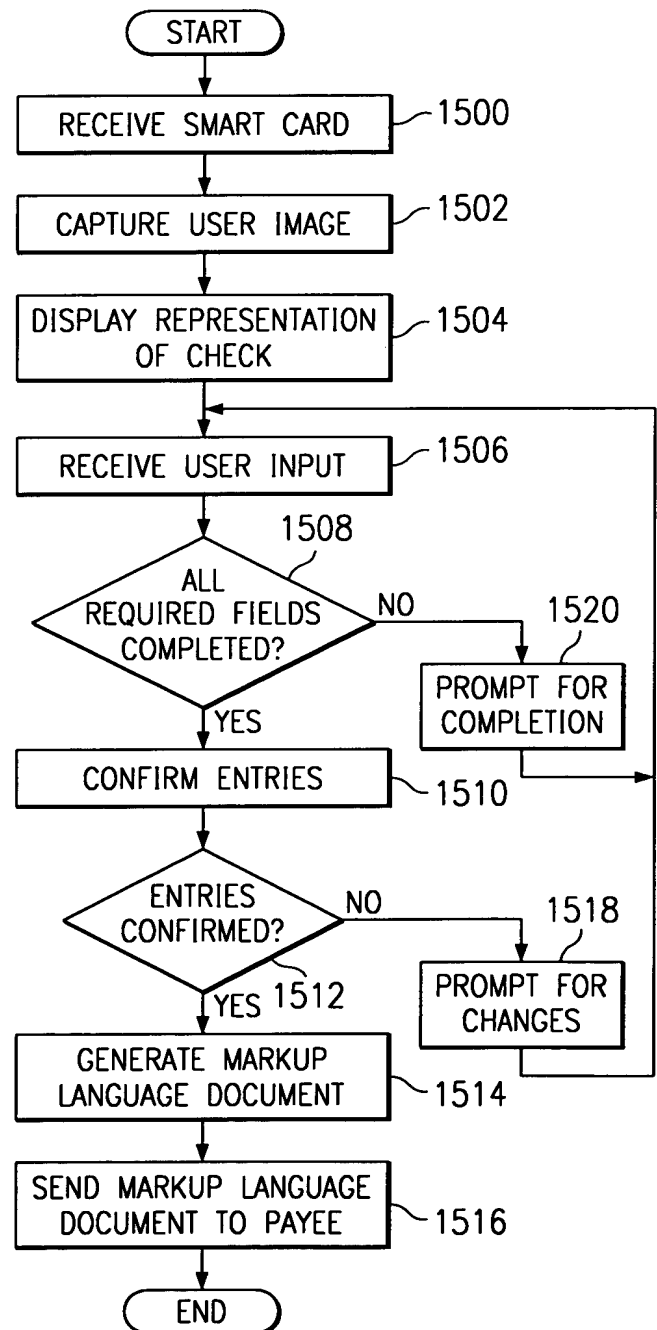 START
RECEIVE SMART CARD
1500
CAPTURE USER IMAGE
1502
DISPLAY REPRESENTATION
OF CHECK
1504
RECEIVE USER INPUT
1506
1508
ALL
REQUIRED FIELDS
COMPLETED?
NO
1520
PROMPT FOR
COMPLETION
YES
CONFIRM ENTRIES
1510
ENTRIES
CONFIRMED?
NO
1518
PROMPT FOR
CHANGES
1512
YES
GENERATE MARKUP
LANGUAGE DOCUMENT
1514
SEND MARKUP LANGUAGE
DOCUMENT TO PAYEE
1516
END